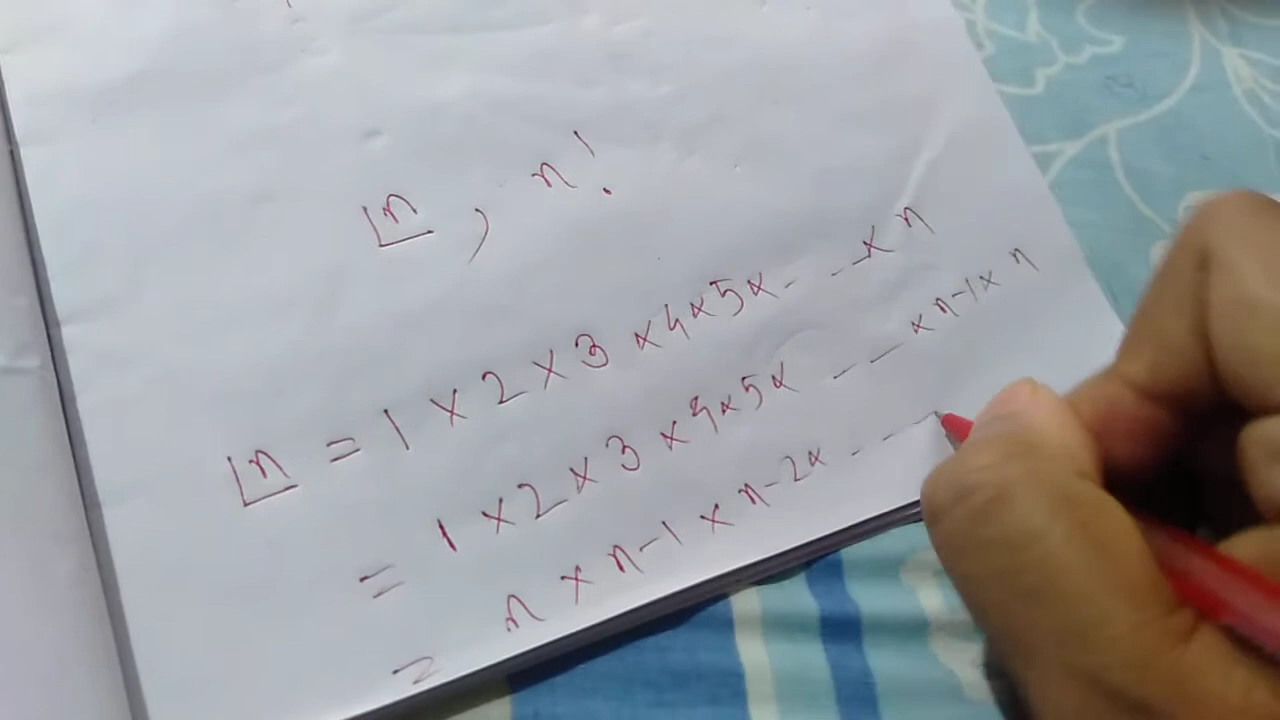 ⌊n , n!
⌊n = 1 × 2 × 3 × 4 × 5 × - - - × n
= 1 × 2 × 3 × 4 × 5 × - - - × n - 1 × n
= n × n - 1 × n - 2 × - - - -